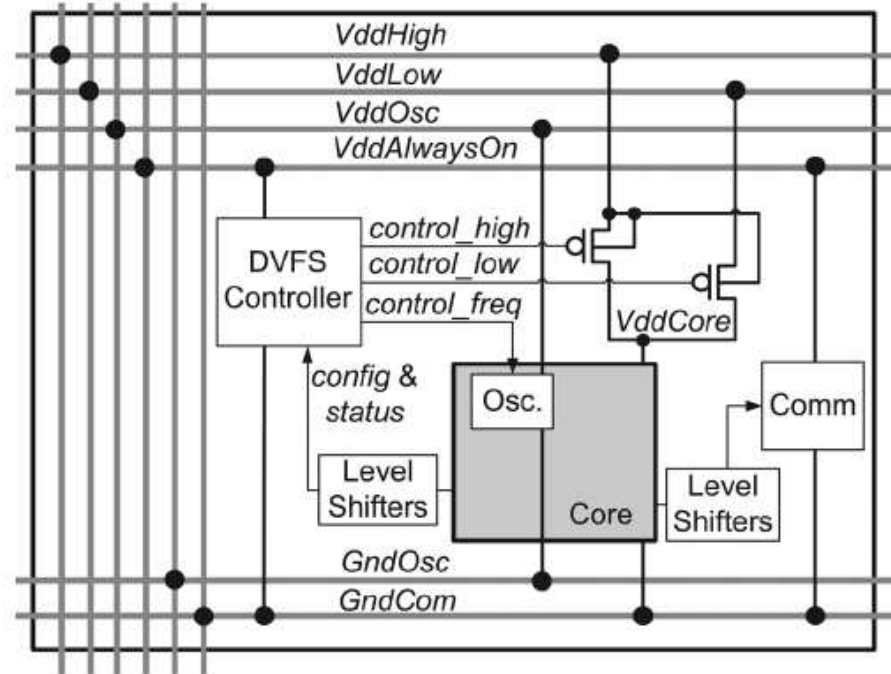 VddHigh
VddLow
VddOsc
VddAlwaysOn
DVFS
Controller
control_high
control_low
control_freq
VddCore
config &
status
Osc.
Comm
Level
Shifters
Core
Level
Shifters
GndOsc
GndCom